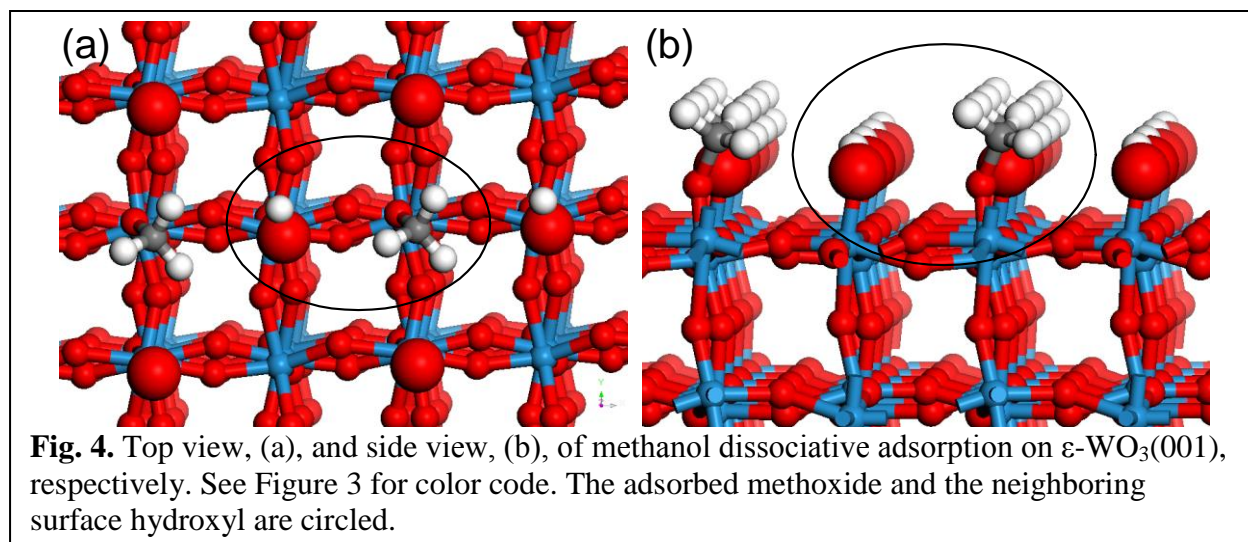 (a)
(b)
Fig. 4. Top view, (a), and side view, (b), of methanol dissociative adsorption on ε-WO₃(001),
respectively. See Figure 3 for color code. The adsorbed methoxide and the neighboring
surface hydroxyl are circled.